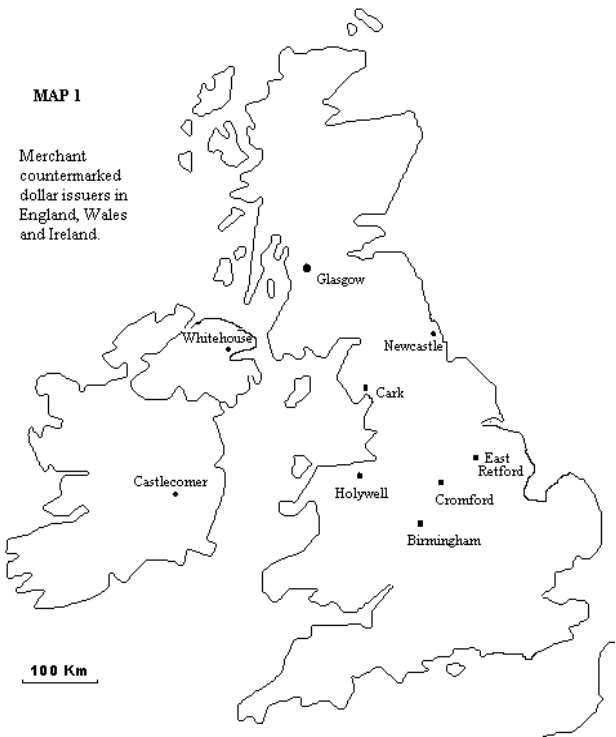 MAP 1
Merchant
countermarked
dollar issuers in
England, Wales
and Ireland.
Glasgow
Whitehouse
Newcastle
Cark
East
Retford
Castlecomer
Holywell
Cromford
Birmingham
100 Km